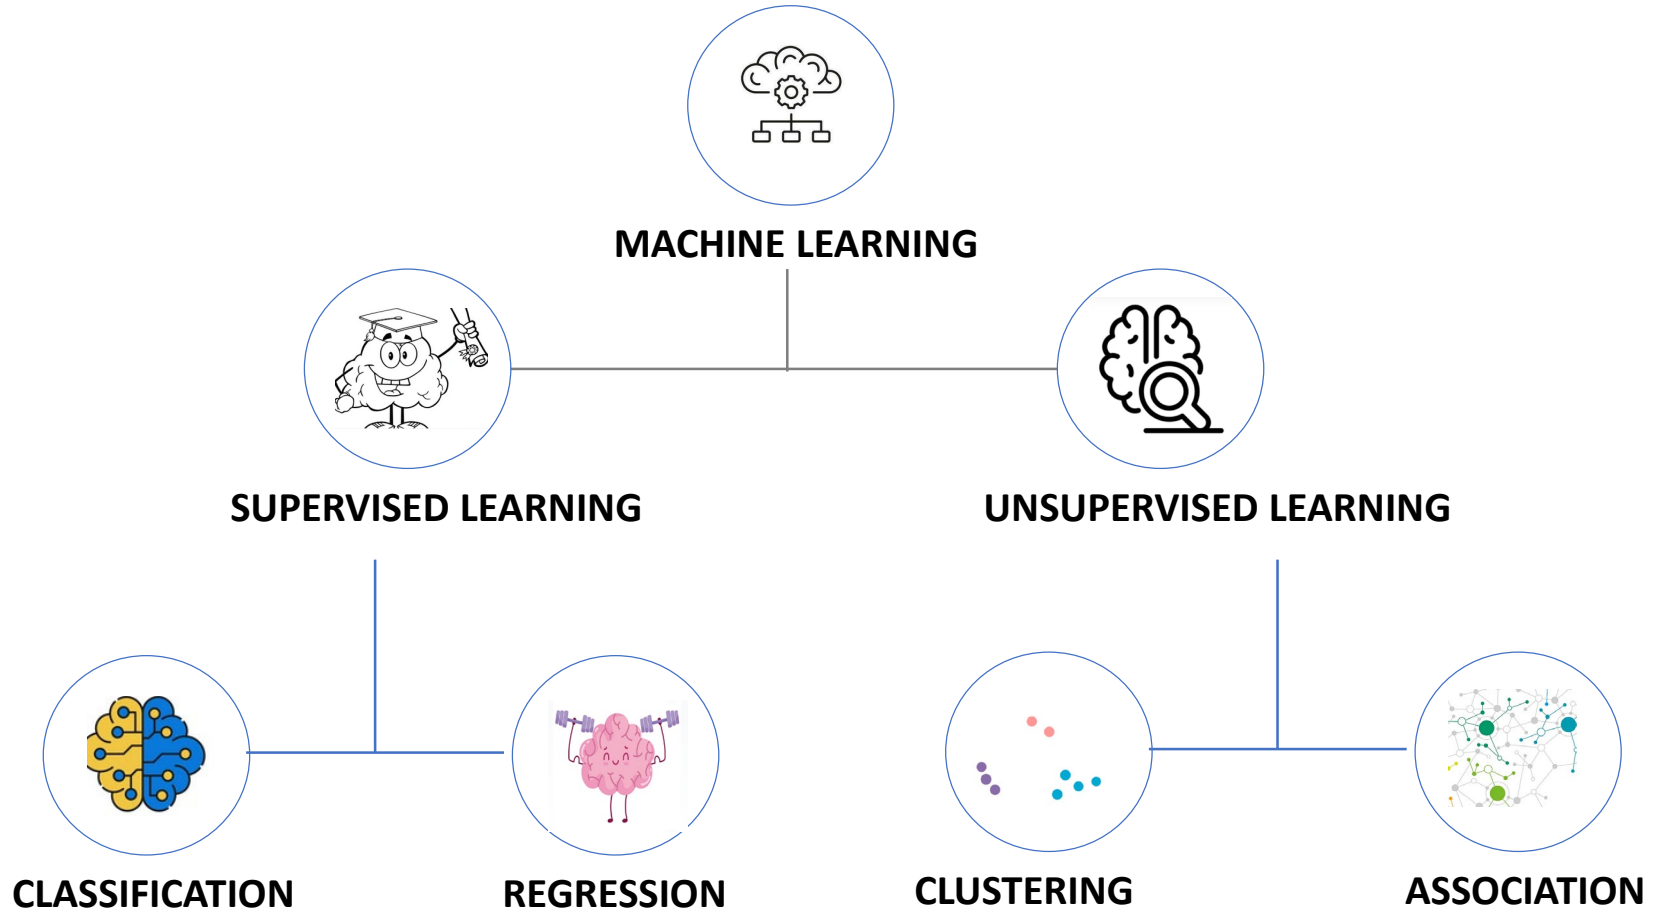 MACHINE LEARNING
SUPERVISED LEARNING
UNSUPERVISED LEARNING
CLASSIFICATION
REGRESSION
CLUSTERING
ASSOCIATION